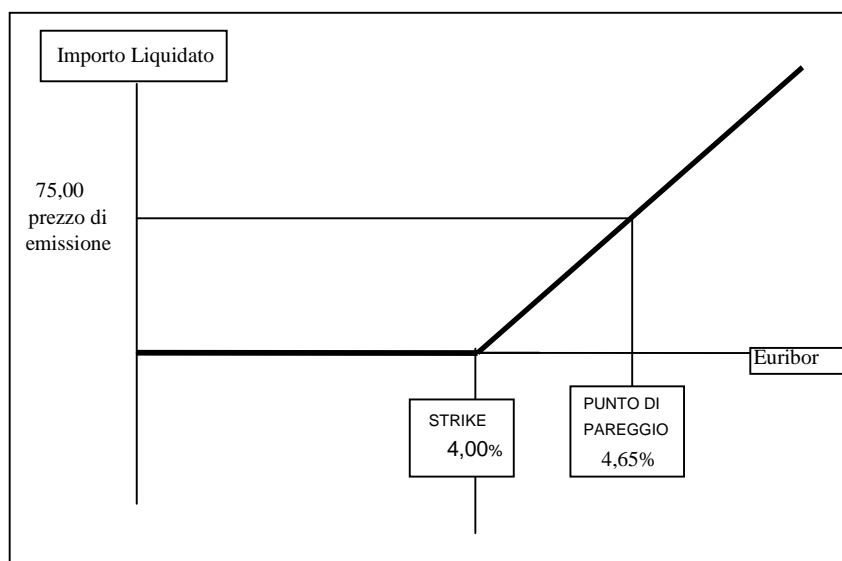 Importo Liquidato
75,00
prezzo di
emissione
Euribor
STRIKE
4,00%
PUNTO DI
PAREGGIO
4,65%